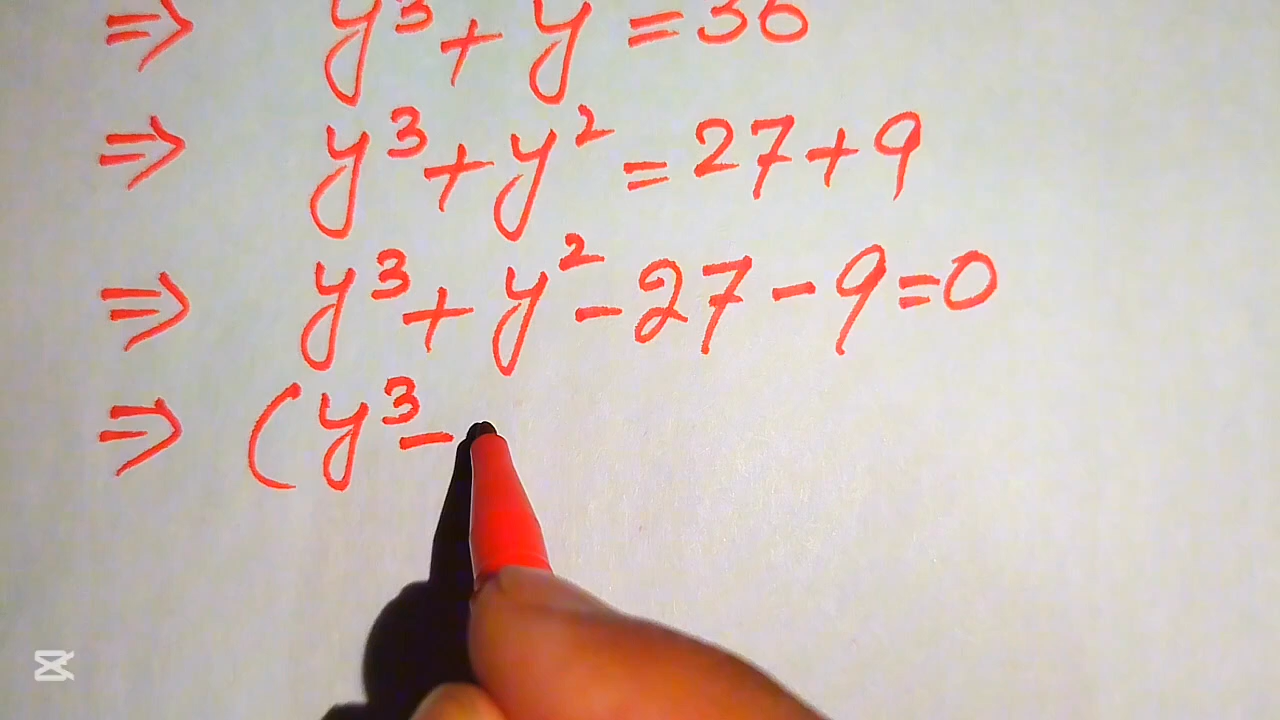 ⇒ y³ + y = 36
⇒ y³ + y² = 27 + 9
⇒ y³ + y² - 27 - 9 = 0
⇒ (y³ -